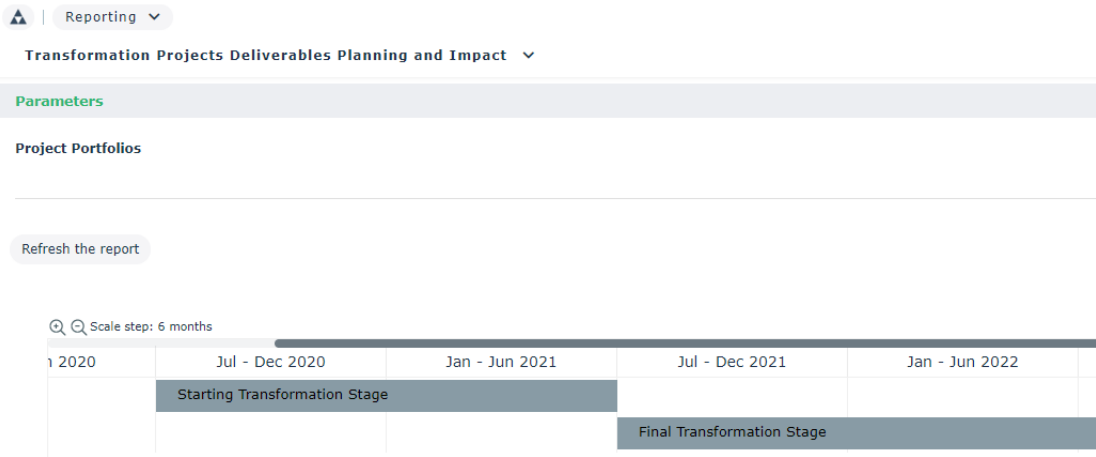 Reporting
Transformation Projects Deliverables Planning and Impact
Parameters
Project Portfolios
Refresh the report
Scale step: 6 months
2020 Jul - Dec 2020 Jan - Jun 2021 Jul - Dec 2021 Jan - Jun 2022
Starting Transformation Stage
Final Transformation Stage